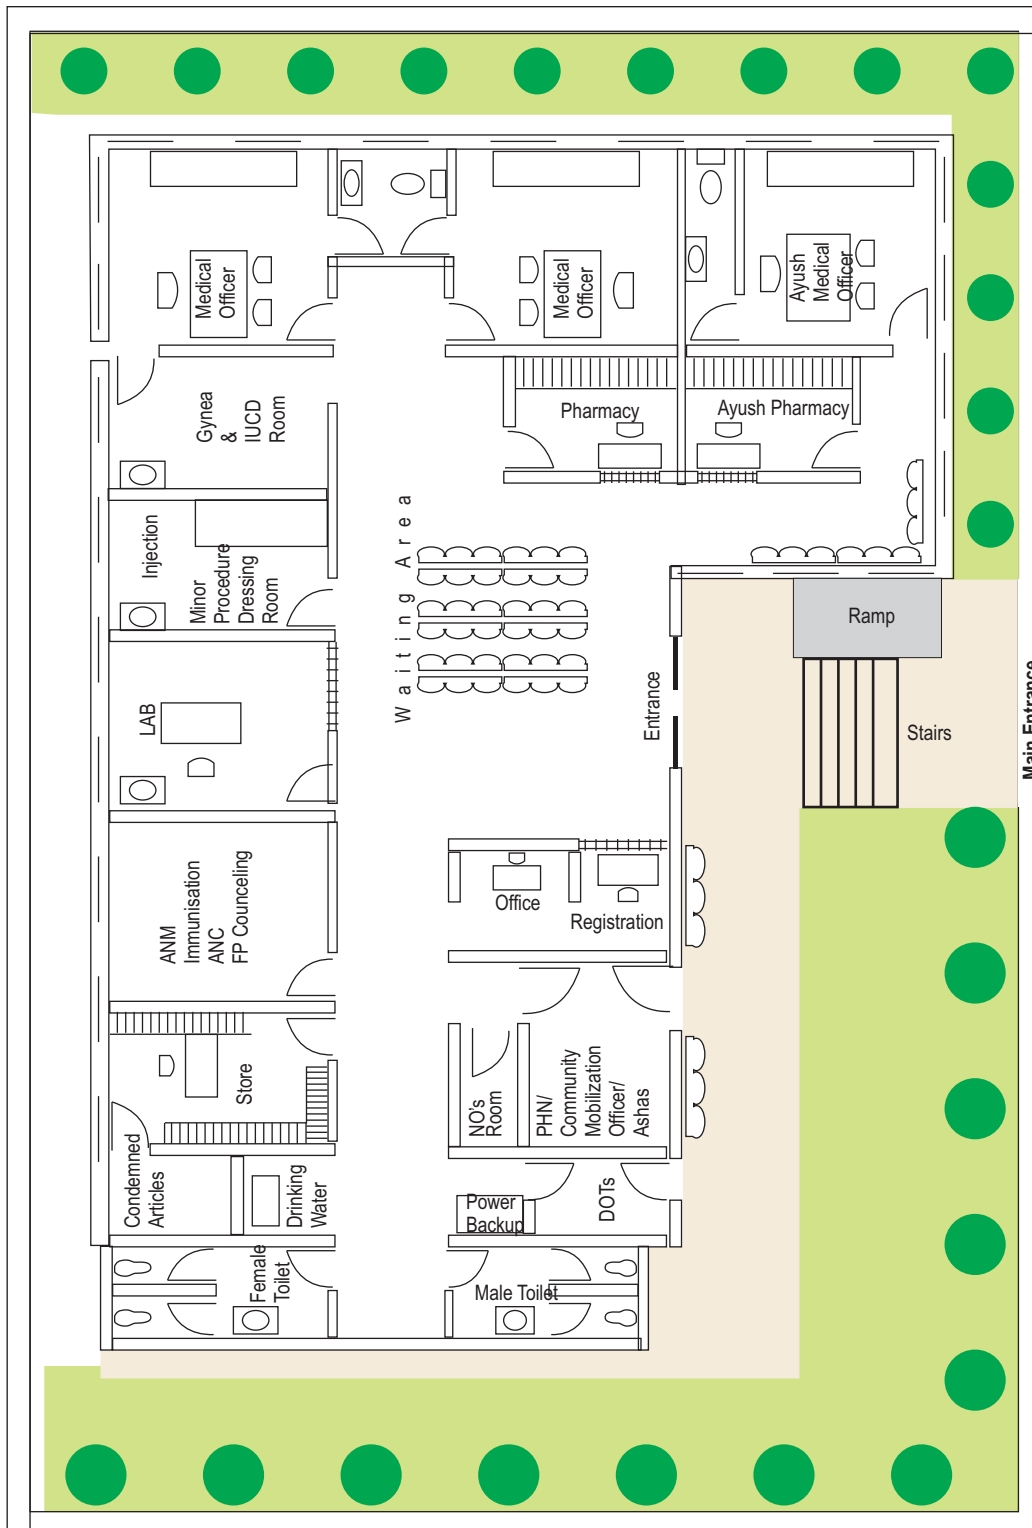 Medical
Officer
Medical
Officer
Ayush
Medical
Officer
Gynea
&
IUCD
Room
Pharmacy
Ayush Pharmacy
Injection
Minor
Procedure
Dressing
Room
Waiting Area
Ramp
LAB
Entrance
Stairs
Main Entrance
ANM
Immunisation
ANC
FP Counceling
Office
Registration
Store
NO's
Room
PHN/
Community
Mobilization
Officer/
Ashas
Condemned
Articles
Drinking
Water
Power
Backup
DOTs
Female
Toilet
Male Toilet